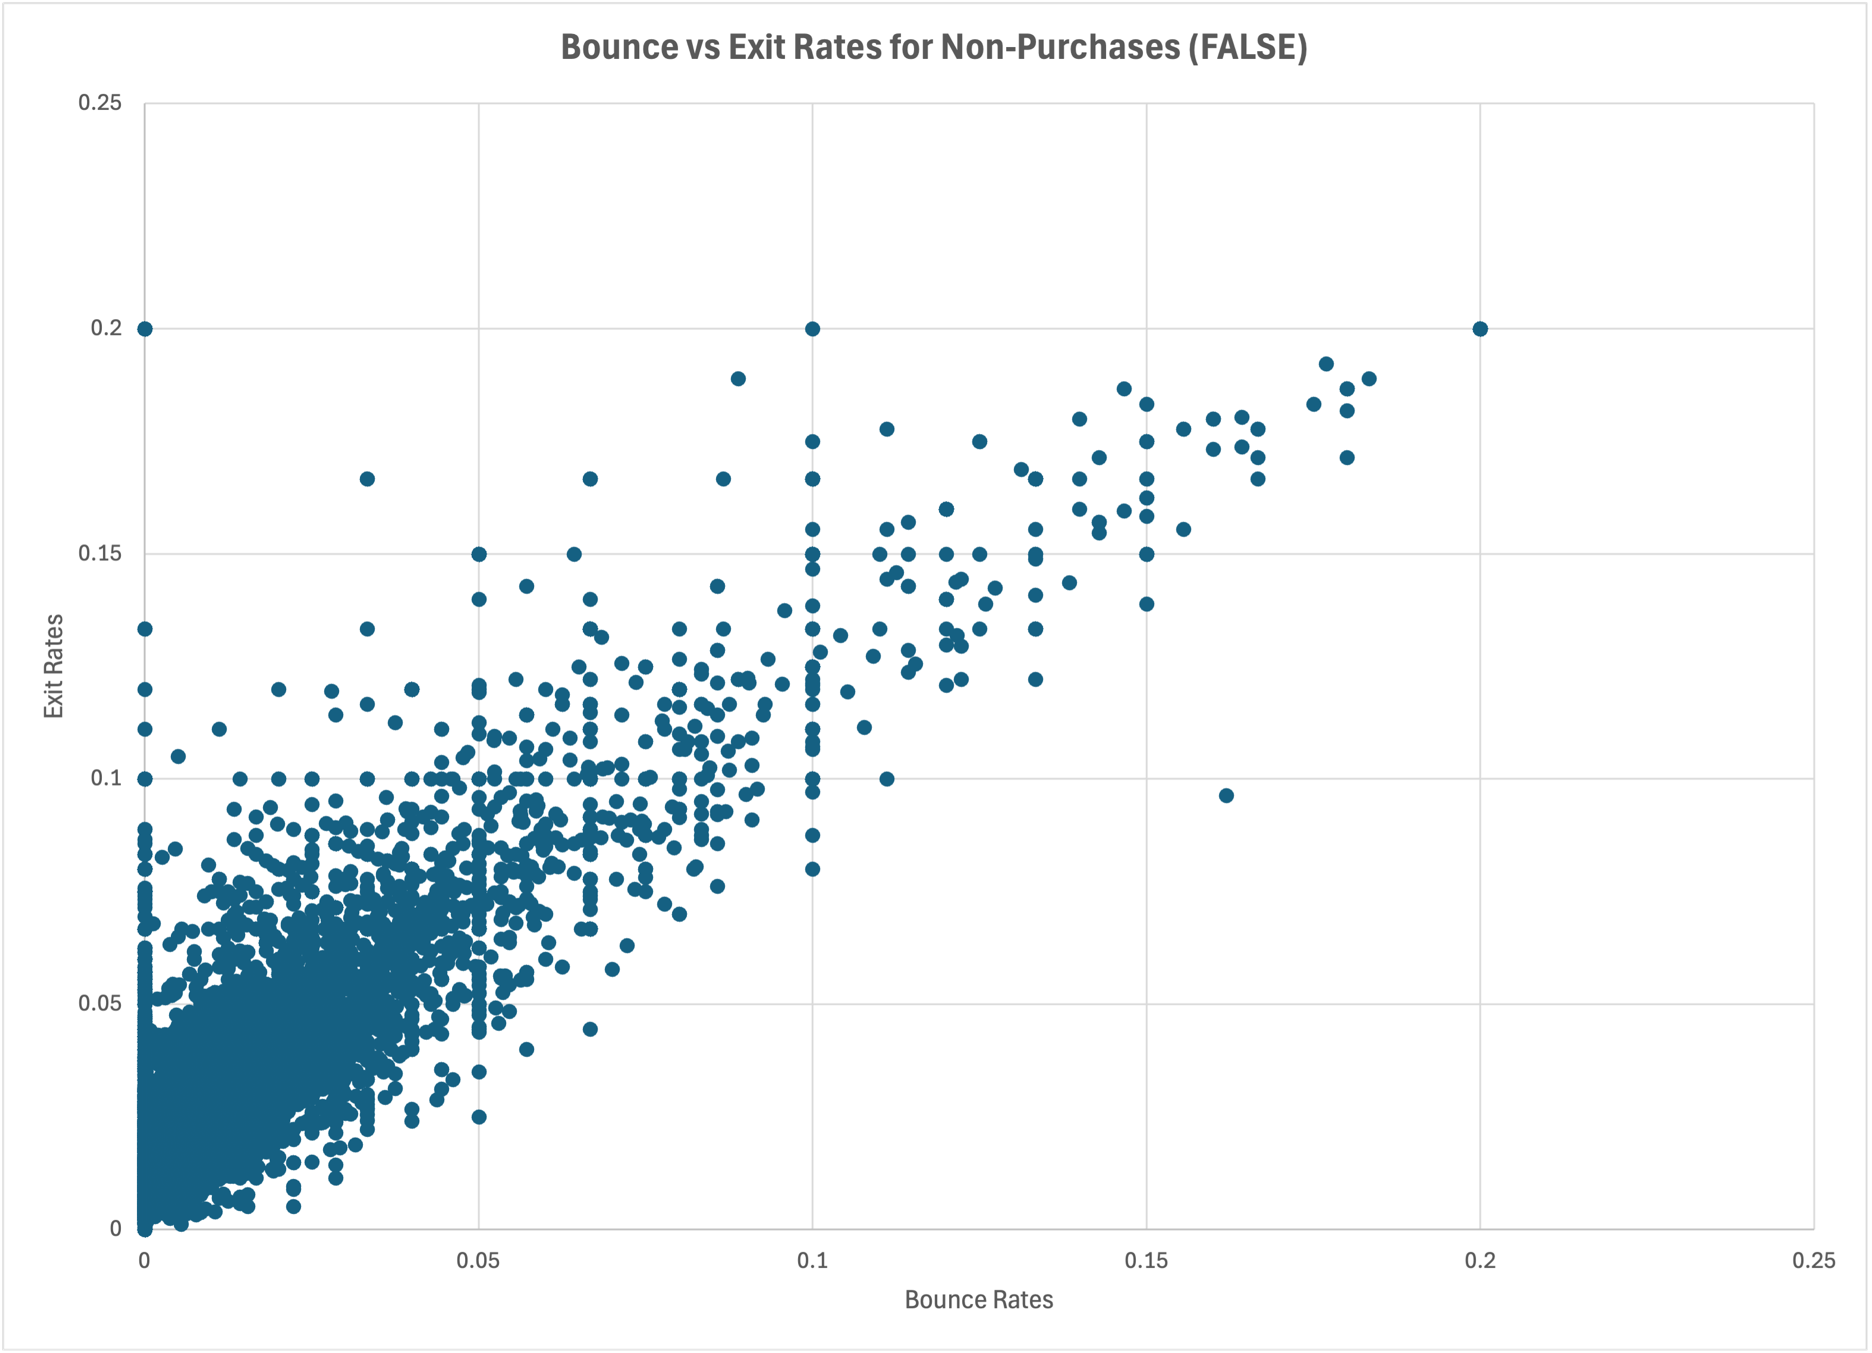 Bounce vs Exit Rates for Non-Purchases (FALSE)
0.25
0.2
0.15
0.1
0.05
0
Exit Rates
0 0.05 0.1 0.15 0.2 0.25
Bounce Rates